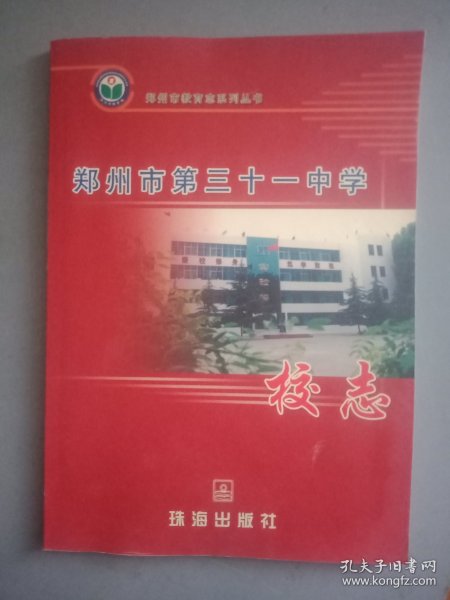 郑州市教育志系列丛书
郑州市第三十一中学
校志
珠海出版社
孔夫子旧书网
www.kongfz.com